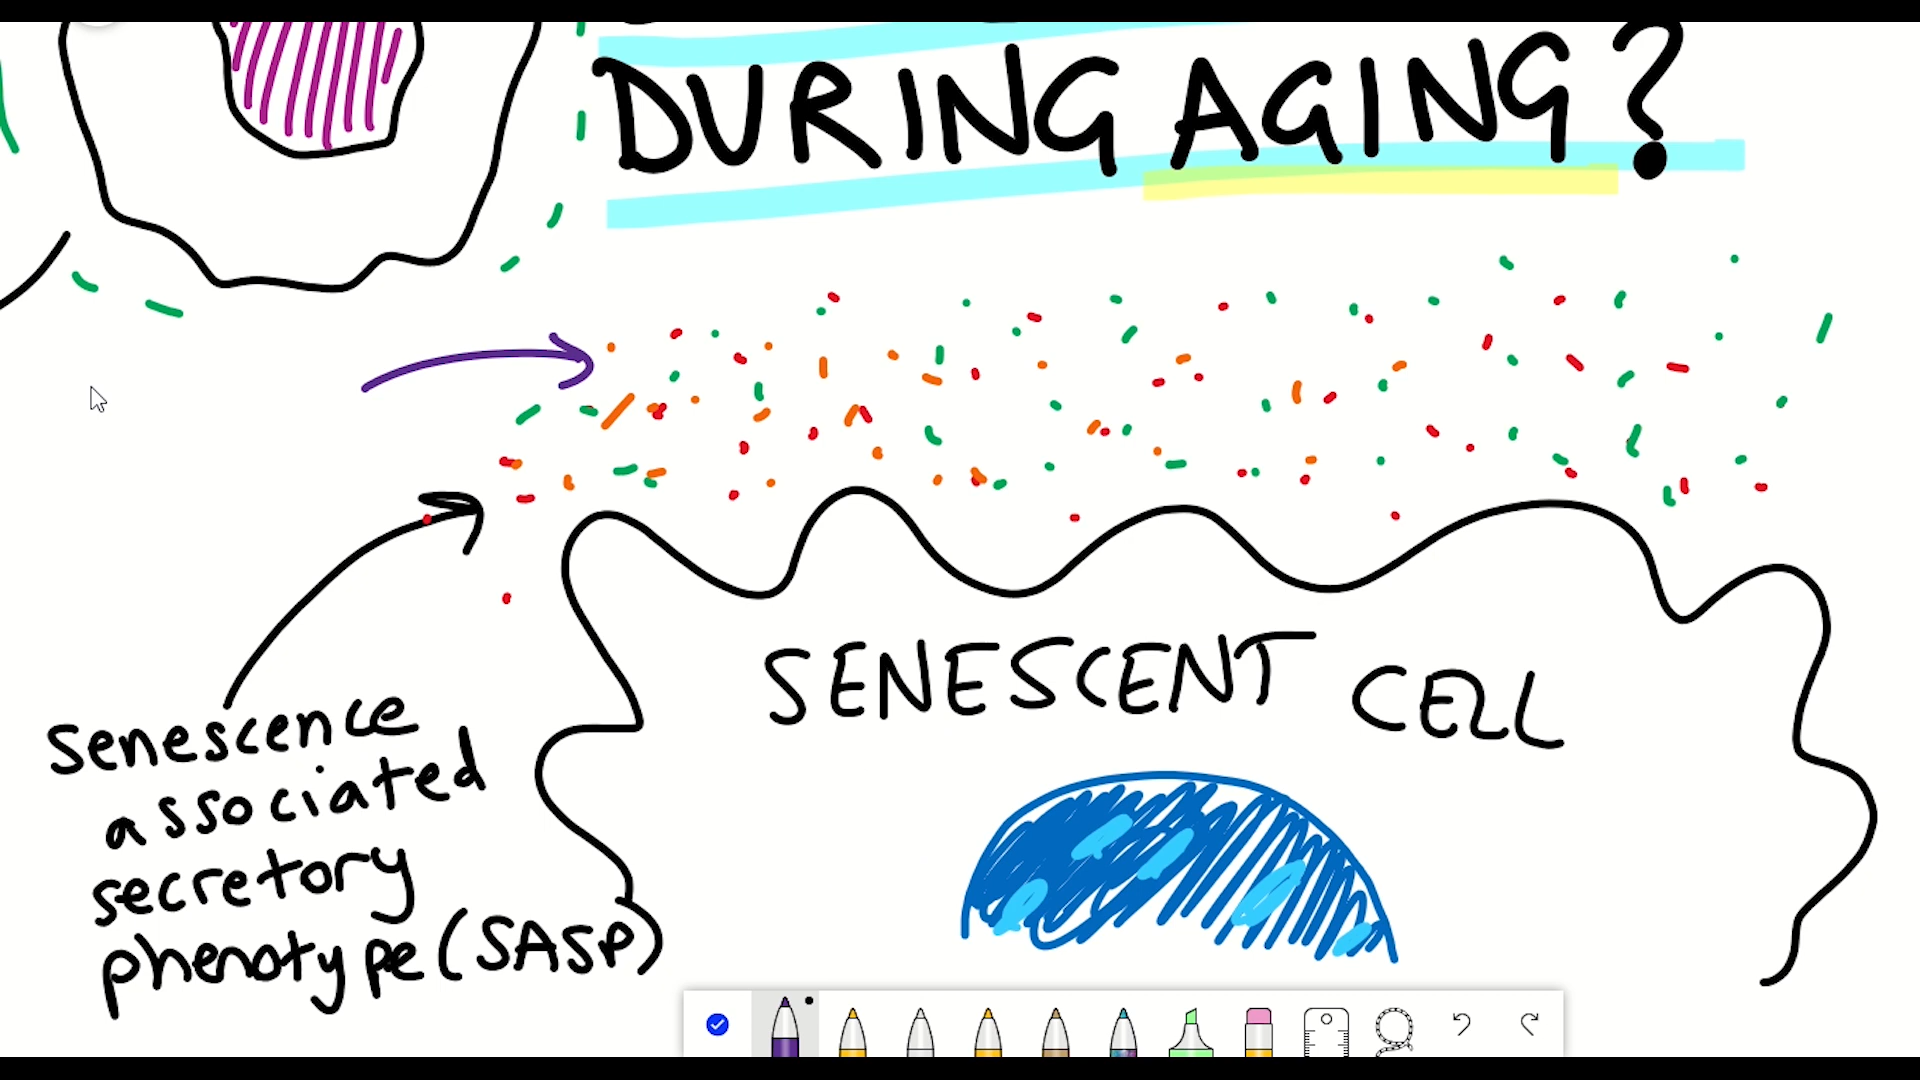 DURING AGING?
SENESCENT CELL
senescence
associated
secretory
phenotype (SASP)